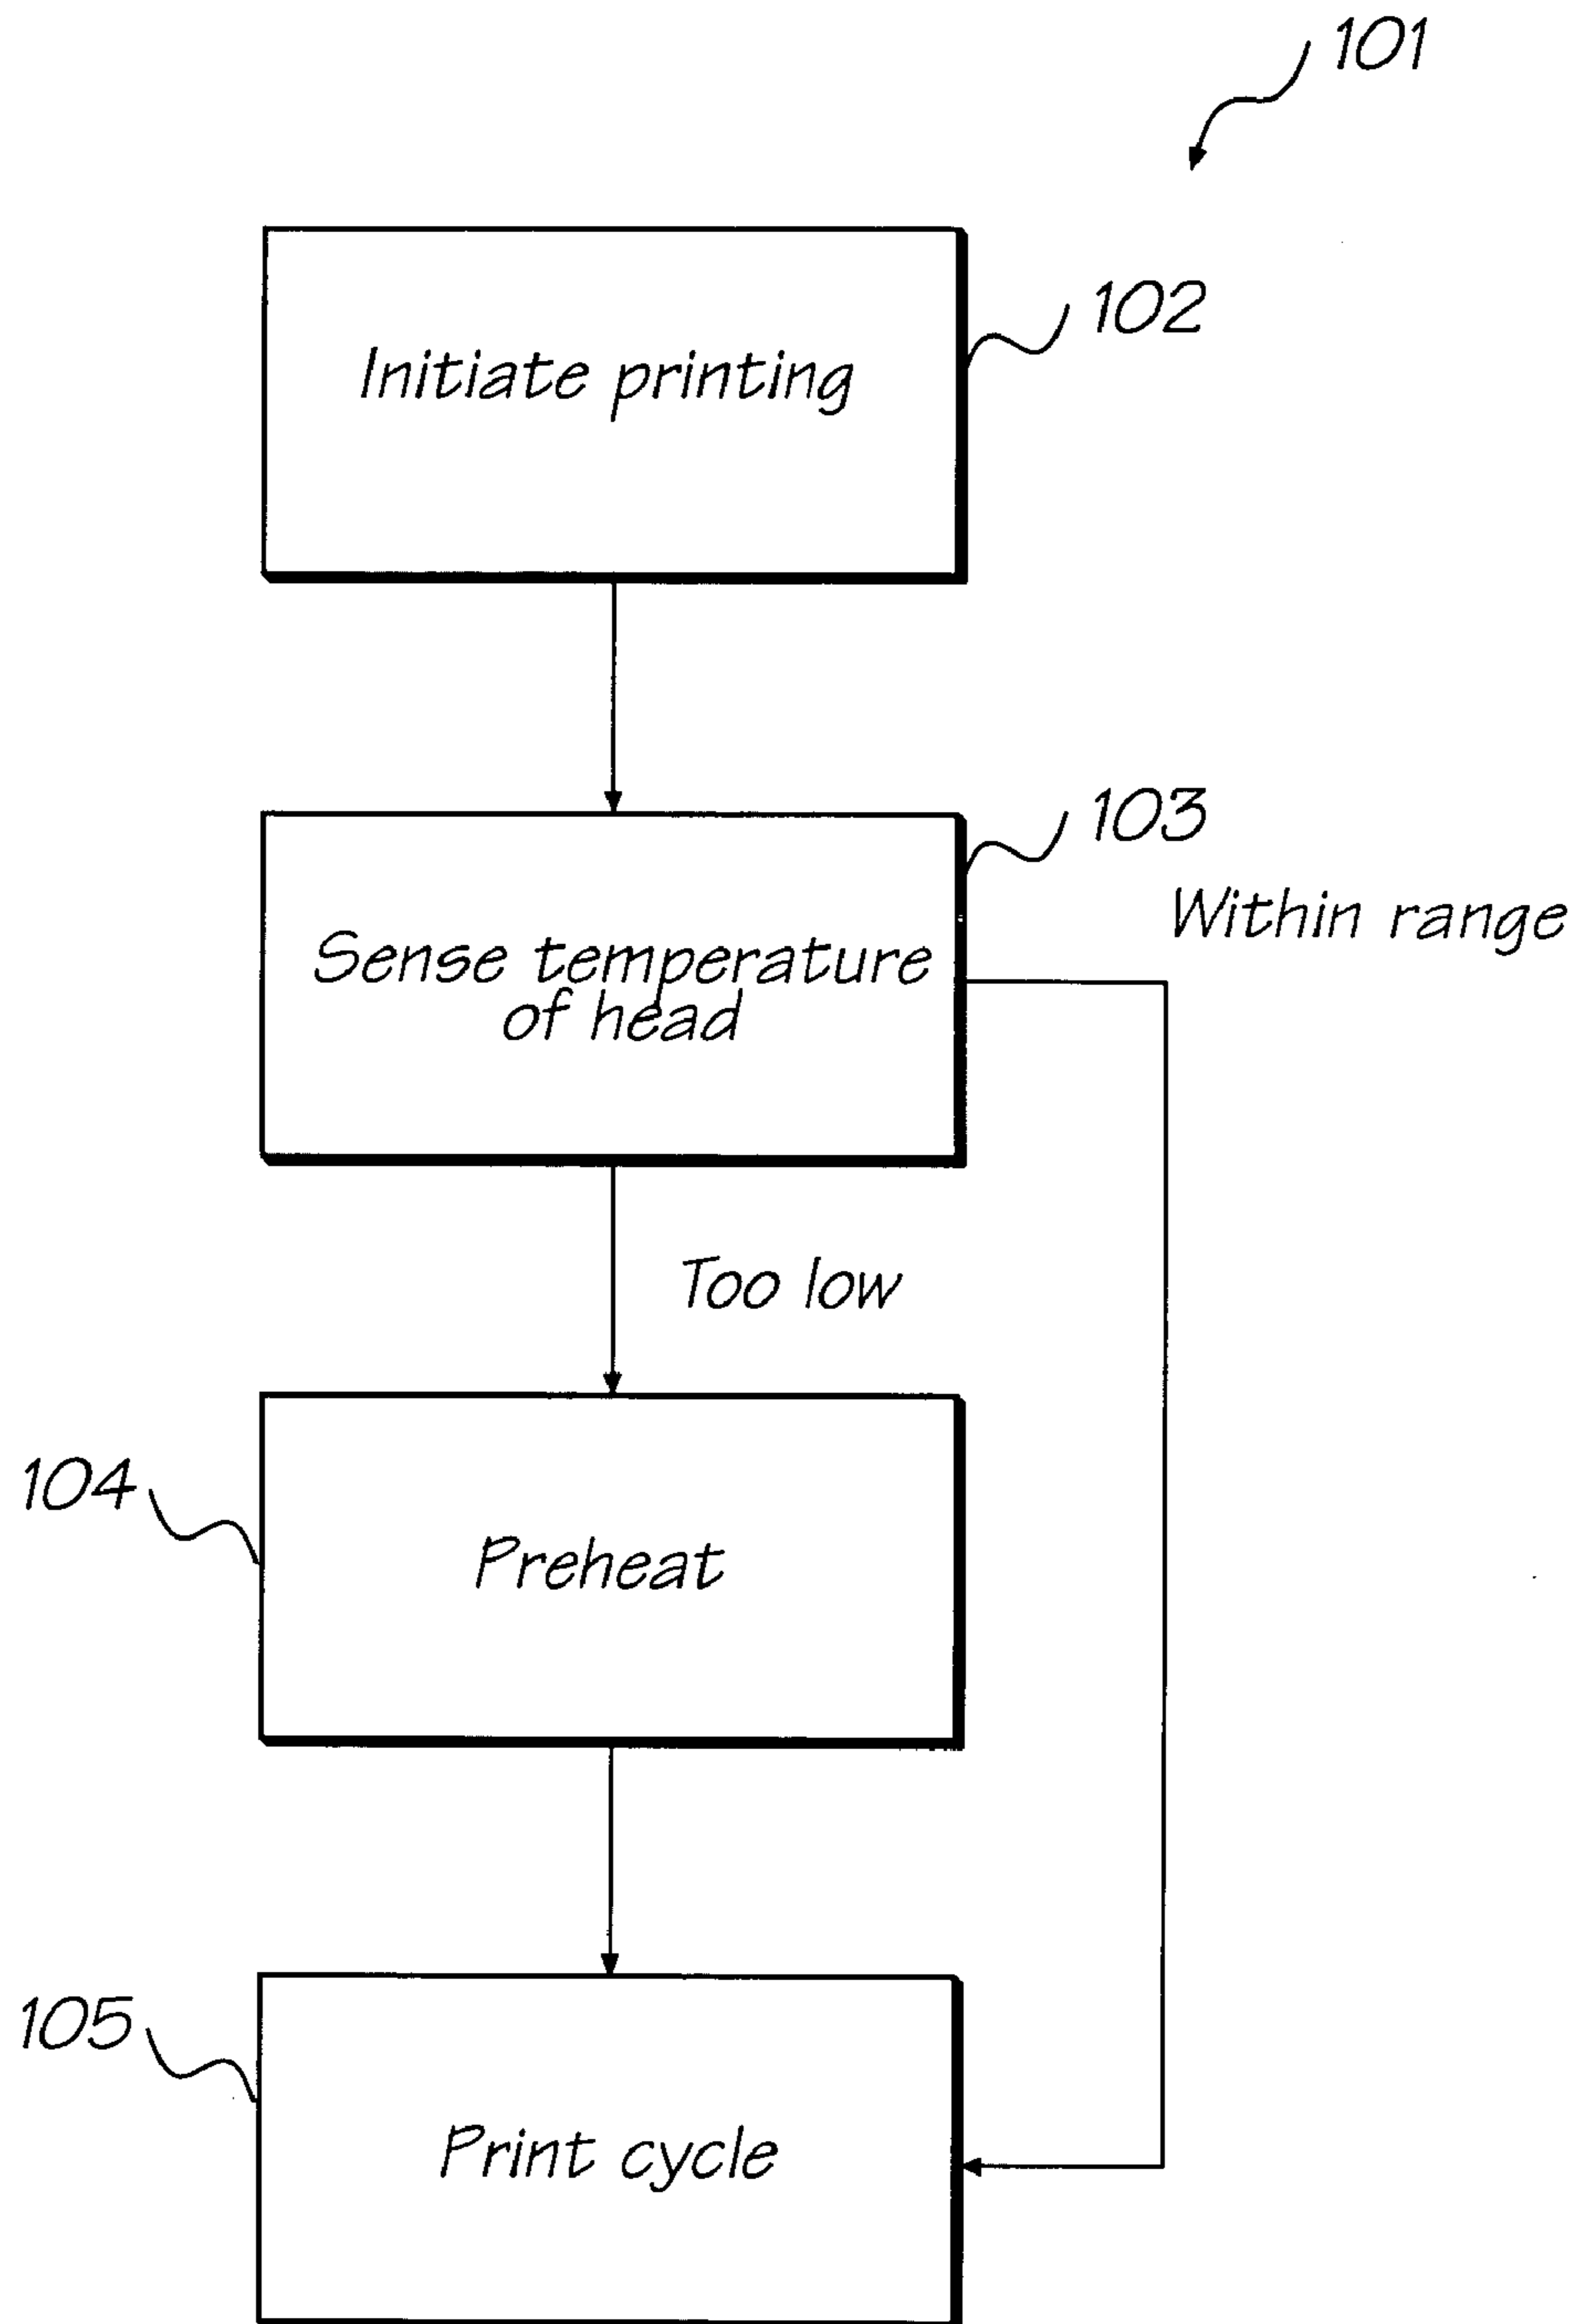 101
Initiate printing
102
103
Within range
Sense temperature
of head
Too low
104
Preheat
105
Print cycle